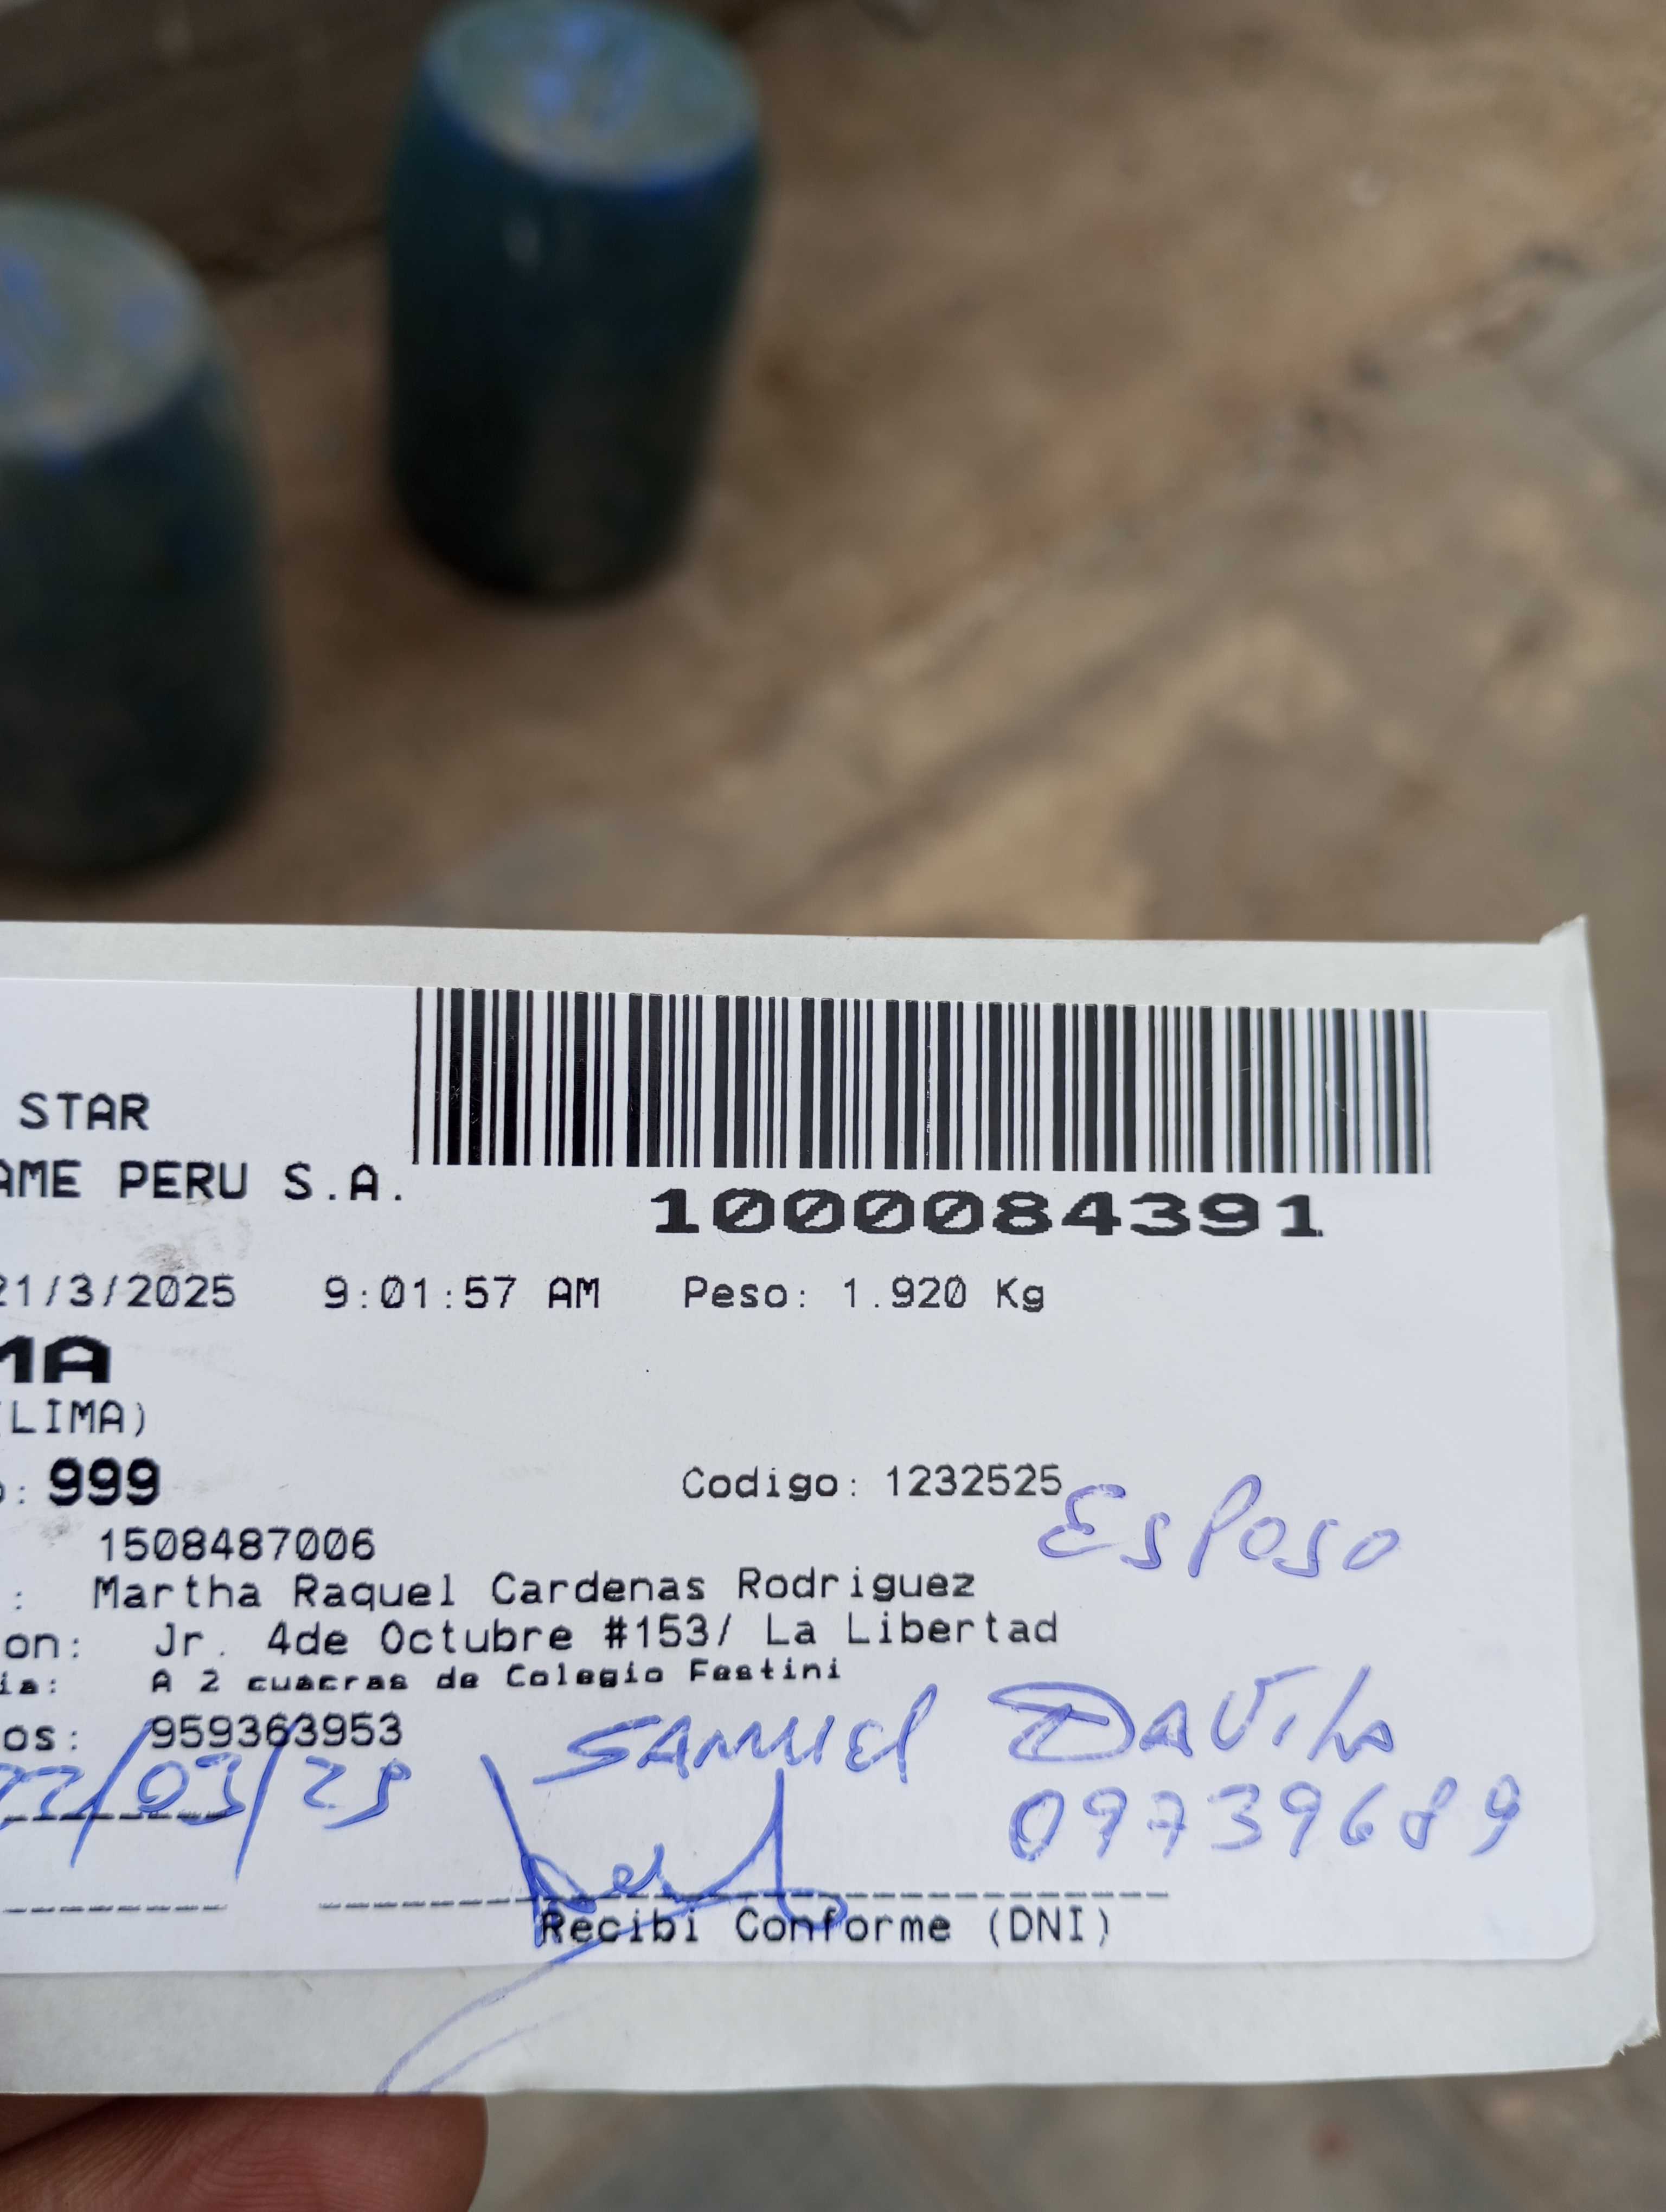 STAR
AME PERU S.A.
1000084391
21/3/2025 9:01:57 AM Peso: 1.920 Kg
MA
(LIMA)
: 999 Codigo: 1232525
Esposo
1508487006
: Martha Raquel Cardenas Rodriguez
on: Jr. 4de Octubre #153/ La Libertad
ia: A 2 cuacras de Colegio Festini
os: 959363953
SAMUEl DAVila
22/03/25 09739689
Recibi Conforme (DNI)